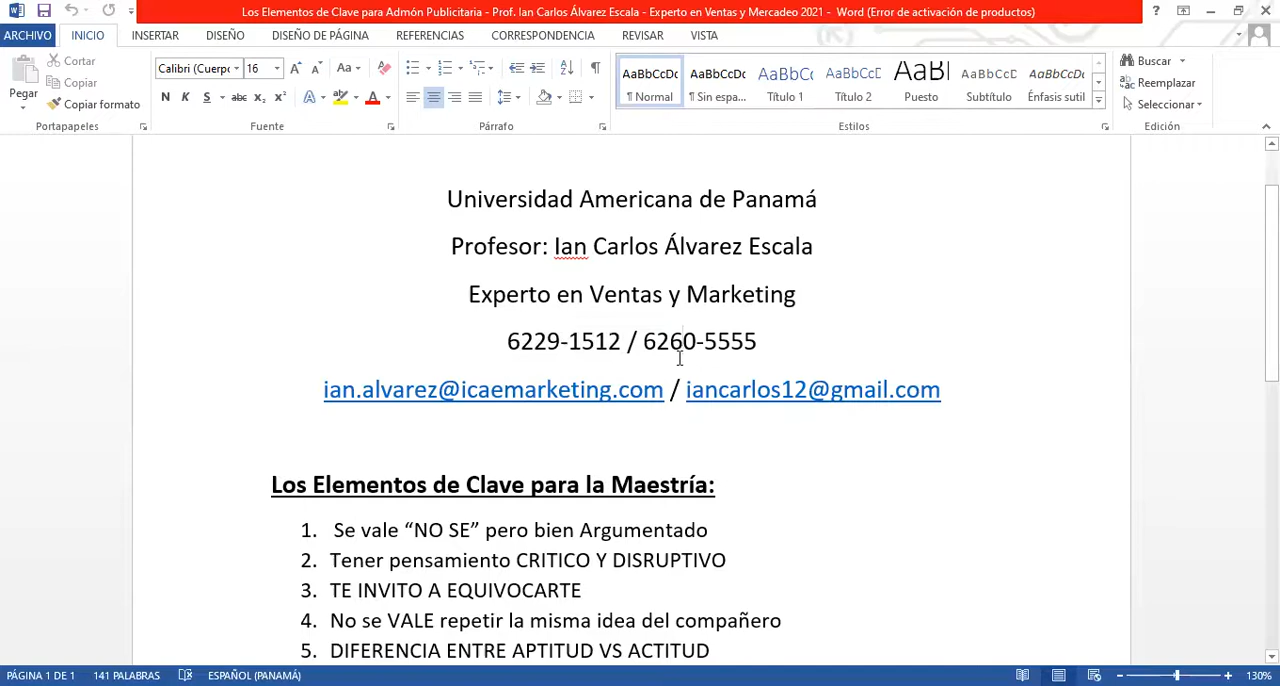 Los Elementos de Clave para Admón Publicitaria - Prof. Ian Carlos Álvarez Escala - Experto en Ventas y Mercadeo 2021 - Word (Error de activación de productos)
ARCHIVO INICIO INSERTAR DISEÑO DISEÑO DE PÁGINA REFERENCIAS CORRESPONDENCIA REVISAR VISTA
Pegar
Cortar
Copiar
Copiar formato
Portapapeles
Calibri (Cuerpo 16
N K S abc x₂ x²
Fuente
Párrafo
AaBbCcDc AaBbCcDc AaBbCc AaBbCcD AaBl AaBbCcD AaBbCcDc
¶ Normal ¶ Sin espa... Título 1 Título 2 Puesto Subtítulo Énfasis sutil
Estilos
Buscar
Reemplazar
Seleccionar
Edición
Universidad Americana de Panamá
Profesor: Ian Carlos Álvarez Escala
Experto en Ventas y Marketing
6229-1512 / 6260-5555
ian.alvarez@icaemarketing.com / iancarlos12@gmail.com
Los Elementos de Clave para la Maestría:
1. Se vale “NO SE” pero bien Argumentado
2. Tener pensamiento CRITICO Y DISRUPTIVO
3. TE INVITO A EQUIVOCARTE
4. No se VALE repetir la misma idea del compañero
5. DIFERENCIA ENTRE APTITUD VS ACTITUD
PÁGINA 1 DE 1 141 PALABRAS ESPAÑOL (PANAMÁ) 130%